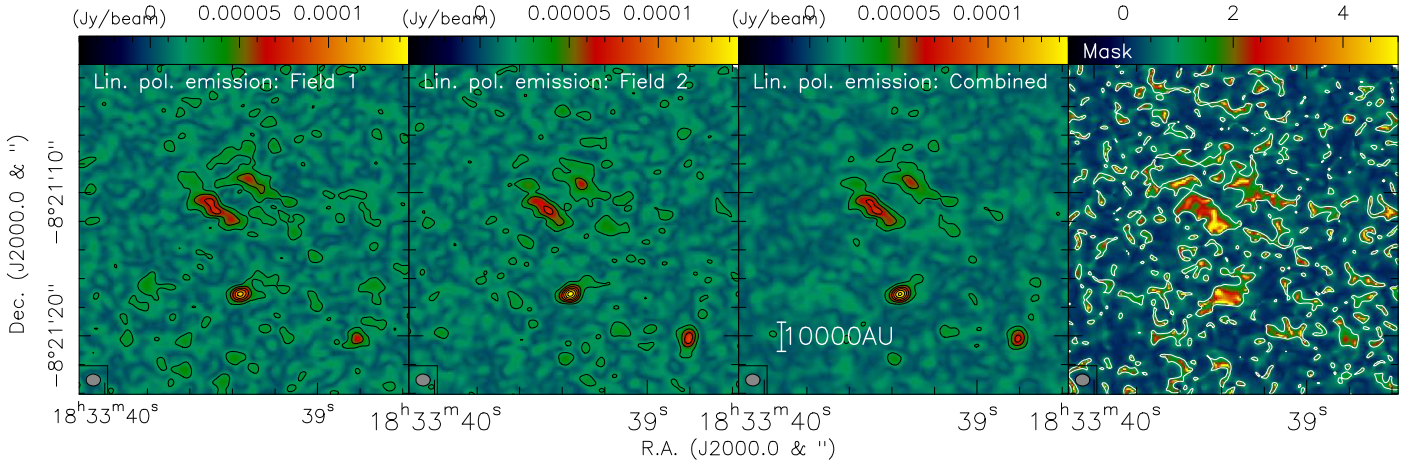 (Jy/beam) 0 0.00005 0.0001 (Jy/beam) 0 0.00005 0.0001 (Jy/beam) 0 0.00005 0.0001 0 2 4
Lin. pol. emission: Field 1
Lin. pol. emission: Field 2
Lin. pol. emission: Combined
Mask
Dec. (J2000.0 & ")
−8°21'10"
−8°21'20"
10000AU
18ʰ33ᵐ40ˢ 39ˢ 18ʰ33ᵐ40ˢ 39ˢ 18ʰ33ᵐ40ˢ 39ˢ 18ʰ33ᵐ40ˢ 39ˢ
R.A. (J2000.0 & ")